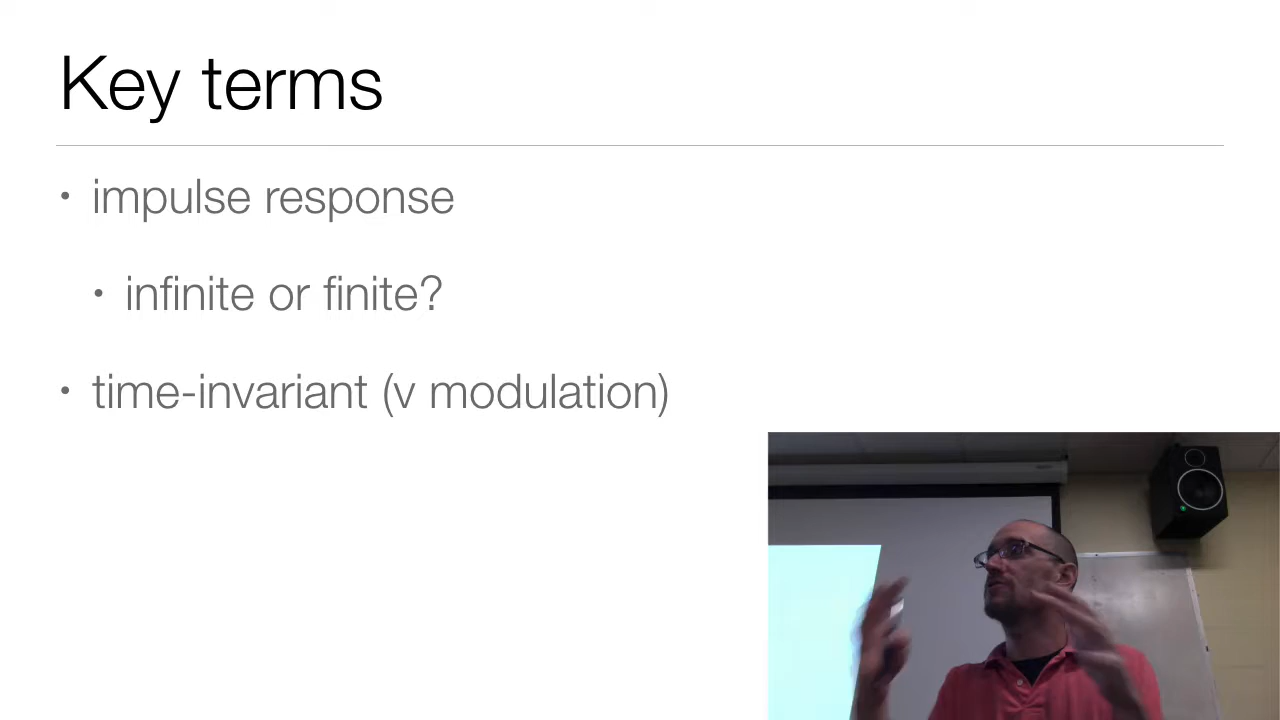 Key terms
• impulse response
• infinite or finite?
• time-invariant (v modulation)